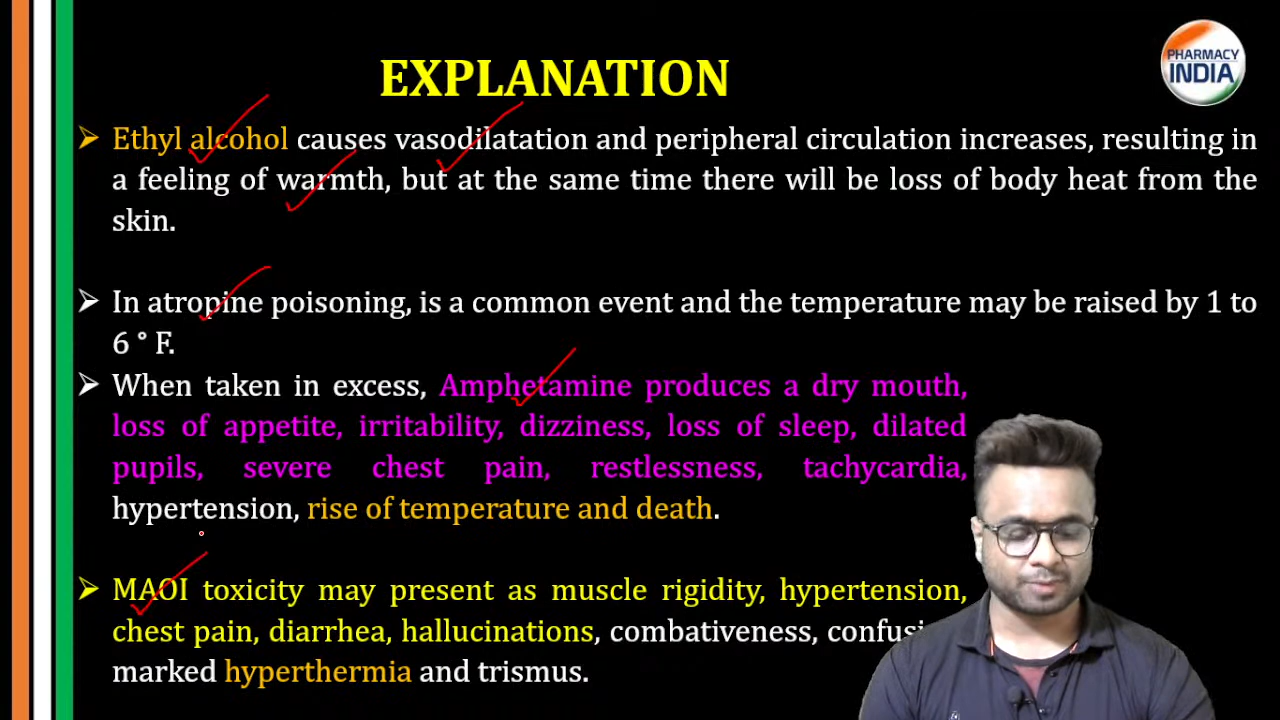 PHARMACY
INDIA
EXPLANATION
Ethyl alcohol causes vasodilatation and peripheral circulation increases, resulting in
a feeling of warmth, but at the same time there will be loss of body heat from the
skin.
In atropine poisoning, is a common event and the temperature may be raised by 1 to
6 ° F.
When taken in excess, Amphetamine produces a dry mouth,
loss of appetite, irritability, dizziness, loss of sleep, dilated
pupils, severe chest pain, restlessness, tachycardia,
hypertension, rise of temperature and death.
MAOI toxicity may present as muscle rigidity, hypertension,
chest pain, diarrhea, hallucinations, combativeness,
marked hyperthermia and trismus.